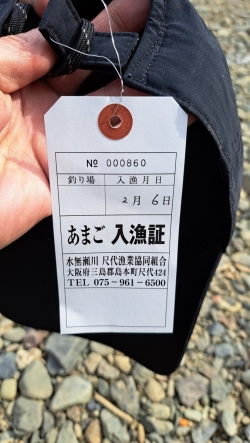 № 000860
釣り場 入漁月日
2月6日
あまご 入漁証
水無瀬川 尺代漁業協同組合
大阪府三島郡島本町尺代424
TEL 075-961-6500